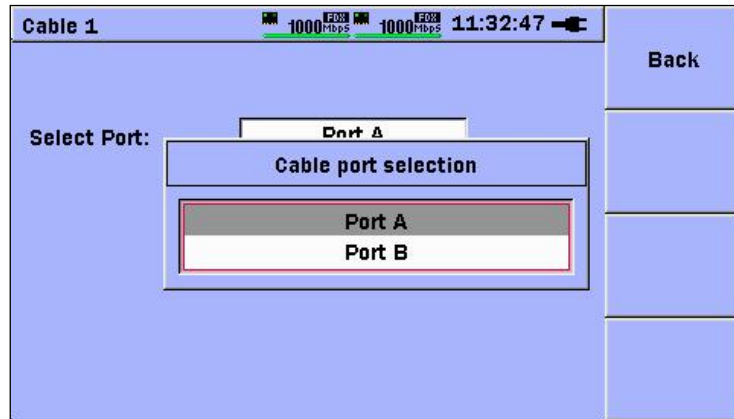 Cable 1
1000 FDX Mbps 1000 FDX Mbps 11:32:47
Back
Select Port:
Port A
Cable port selection
Port A
Port B